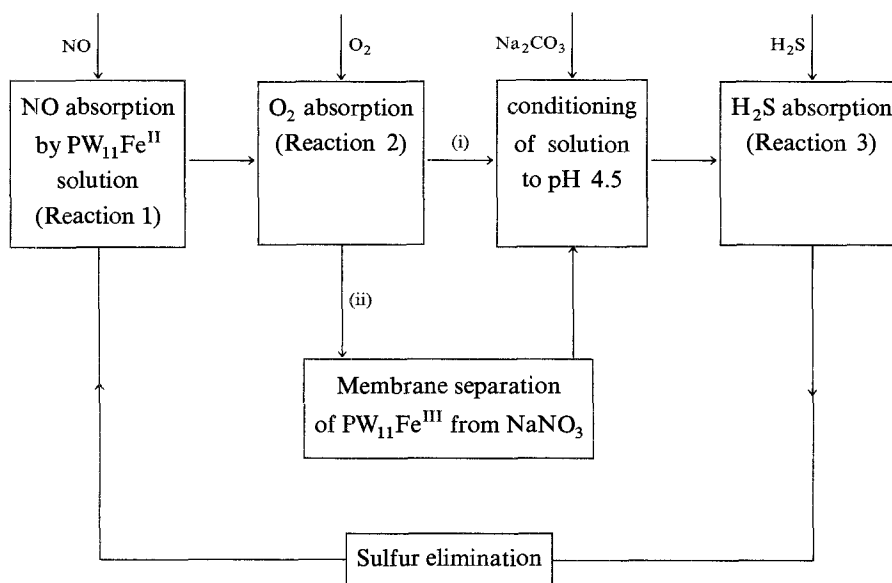 NO
O₂
Na₂CO₃
H₂S
NO absorption
by PW₁₁Feᴵᴵ
solution
(Reaction 1)
O₂ absorption
(Reaction 2)
(i)
conditioning
of solution
to pH 4.5
H₂S absorption
(Reaction 3)
(ii)
Membrane separation
of PW₁₁Feᴵᴵᴵ from NaNO₃
Sulfur elimination